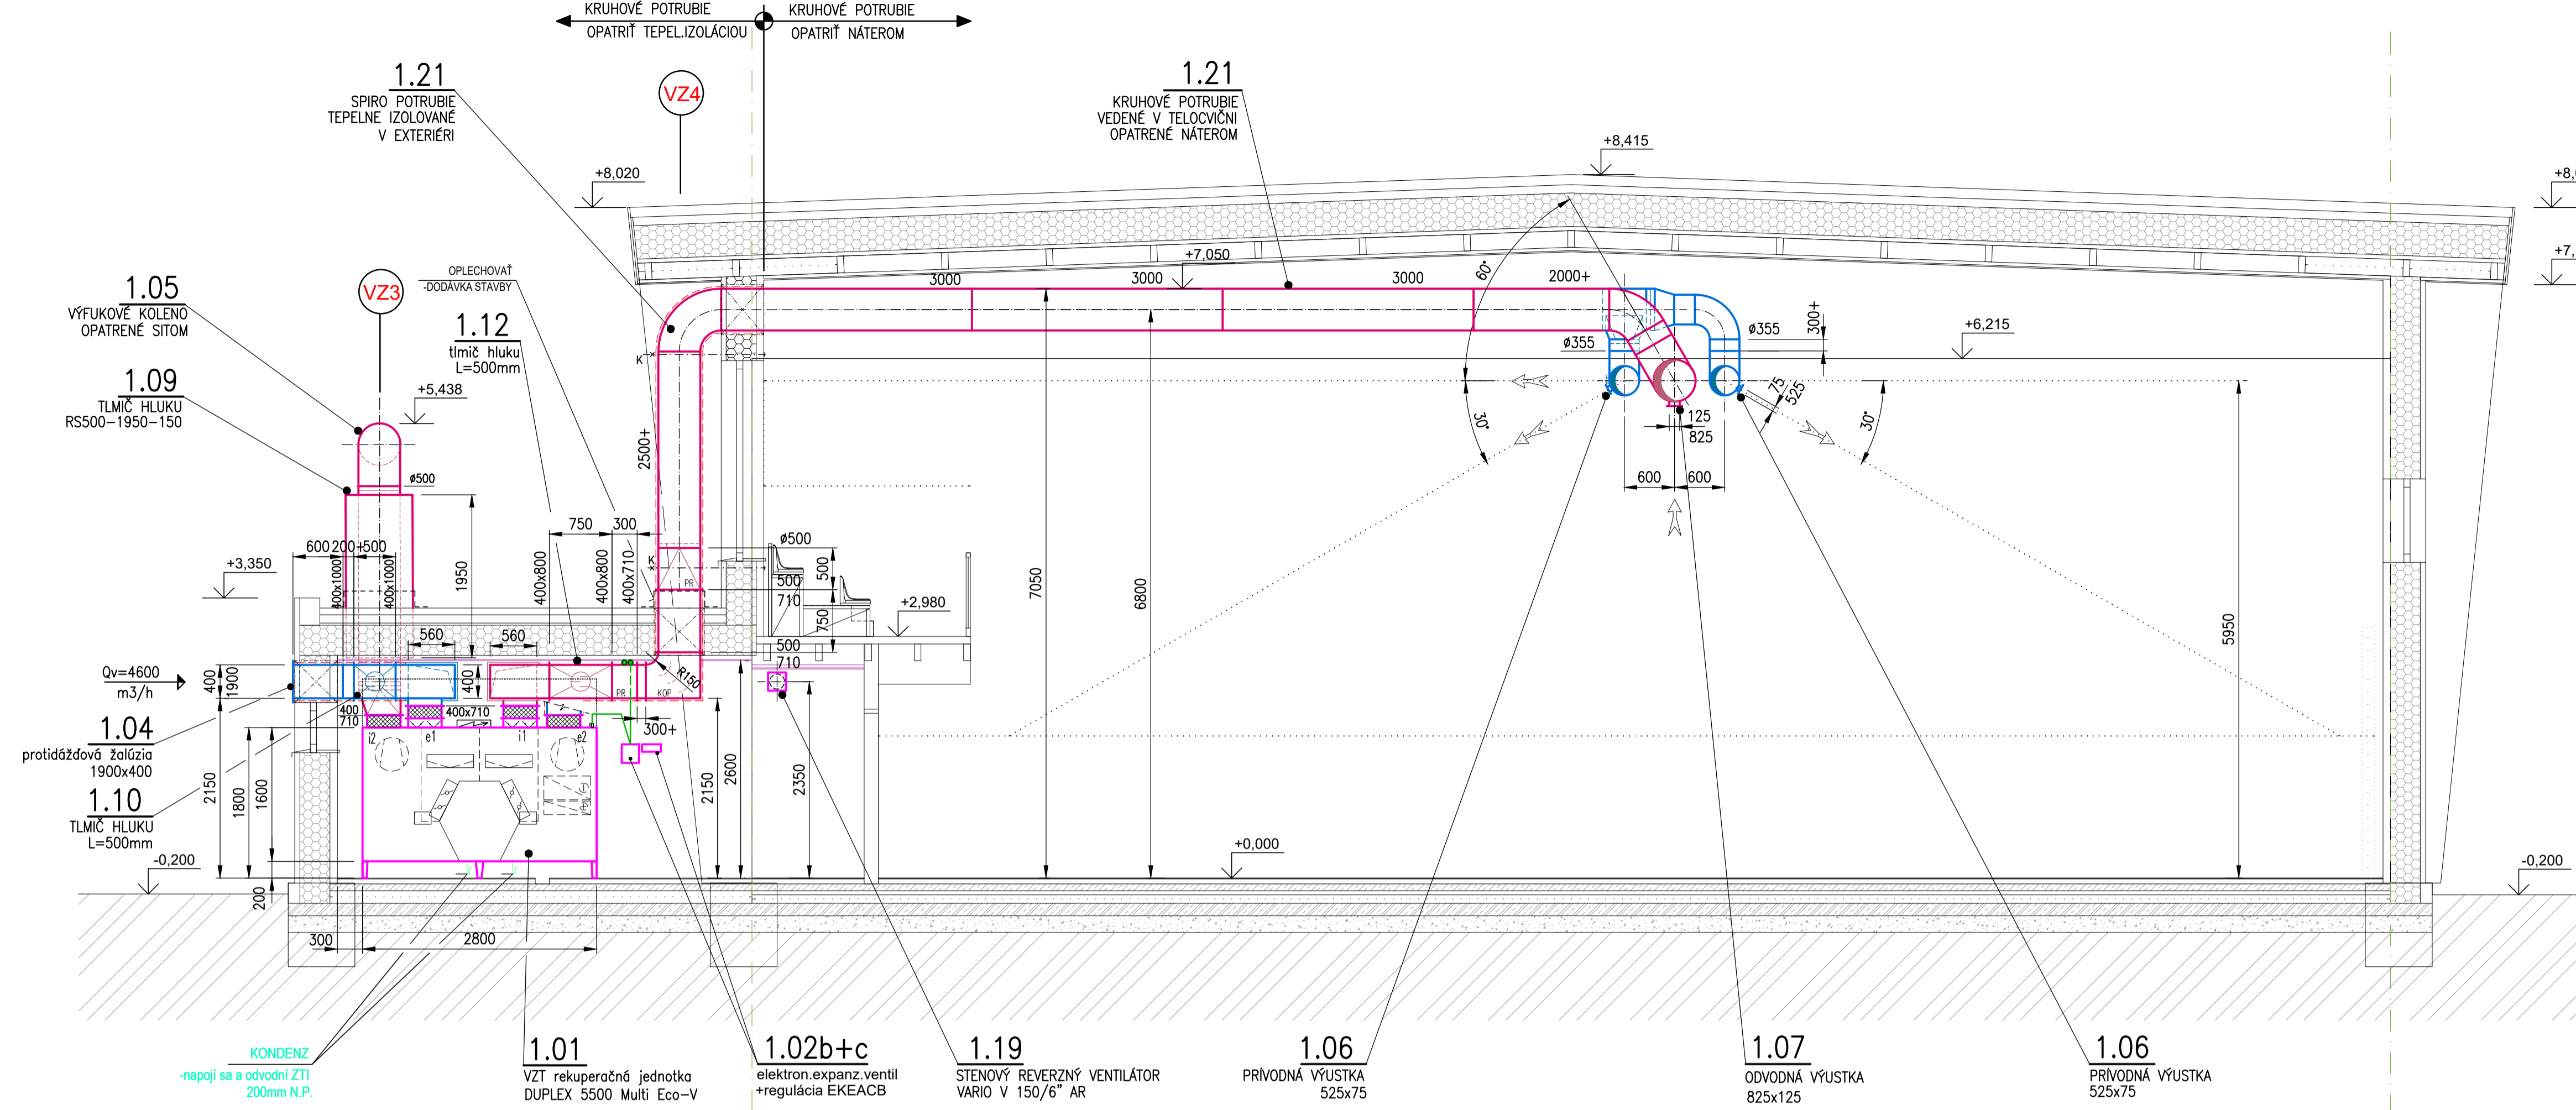 KRUHOVÉ POTRUBIE
OPATRIŤ TEPEL.IZOLÁCIOU
KRUHOVÉ POTRUBIE
OPATRIŤ NÁTEROM
1.21
SPIRO POTRUBIE
TEPELNE IZOLOVANÉ
V EXTERIÉRI
VZ4
1.21
KRUHOVÉ POTRUBIE
VEDENÉ V TELOCVIČNI
OPATRENÉ NÁTEROM
+8,415
+8,020
+8,
+7,
+7,050
3000
3000
3000
2000+
60°
1.05
VÝFUKOVÉ KOLENO
OPATRENÉ SITOM
VZ3
OPLECHOVAŤ
-DODÁVKA STAVBY
1.12
tlmič hluku
L=500mm
1.09
TLMIČ HLUKU
RS500-1950-150
+5,438
K
ø355
ø355
300+
+6,215
75
525
125
825
30°
30°
600
600
2500+
ø500
1950
750
300
ø500
600
200+
500
400x1000
400x1000
400x800
400x800
400x710
K
PR
500
500
710
750
500
710
+3,350
+2,980
7050
6800
5950
560
560
Qv=4600
m3/h
400
1900
400
R150
PR
KOP
400
710
400x710
300+
i2
e1
i1
e2
1.04
protidážďová žalúzia
1900x400
1.10
TLMIČ HLUKU
L=500mm
2150
1800
1600
200
2150
2600
2350
-0,200
+0,000
-0,200
300
2800
KONDENZ
-napojí sa a odvodní ZTI
200mm N.P.
1.01
VZT rekuperačná jednotka
DUPLEX 5500 Multi Eco-V
1.02b+c
elektron.expanz.ventil
+regulácia EKEACB
1.19
STENOVÝ REVERZNÝ VENTILÁTOR
VARIO V 150/6" AR
1.06
PRÍVODNÁ VÝUSTKA
525x75
1.07
ODVODNÁ VÝUSTKA
825x125
1.06
PRÍVODNÁ VÝUSTKA
525x75